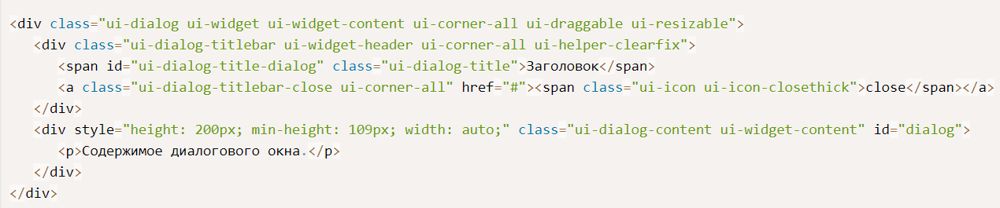 <div class="ui-dialog ui-widget ui-widget-content ui-corner-all ui-draggable ui-resizable">
<div class="ui-dialog-titlebar ui-widget-header ui-corner-all ui-helper-clearfix">
<span id="ui-dialog-title-dialog" class="ui-dialog-title">Заголовок</span>
<a class="ui-dialog-titlebar-close ui-corner-all" href="#"><span class="ui-icon ui-icon-closethick">close</span></a>
</div>
<div style="height: 200px; min-height: 109px; width: auto;" class="ui-dialog-content ui-widget-content" id="dialog">
<p>Содержимое диалогового окна.</p>
</div>
</div>